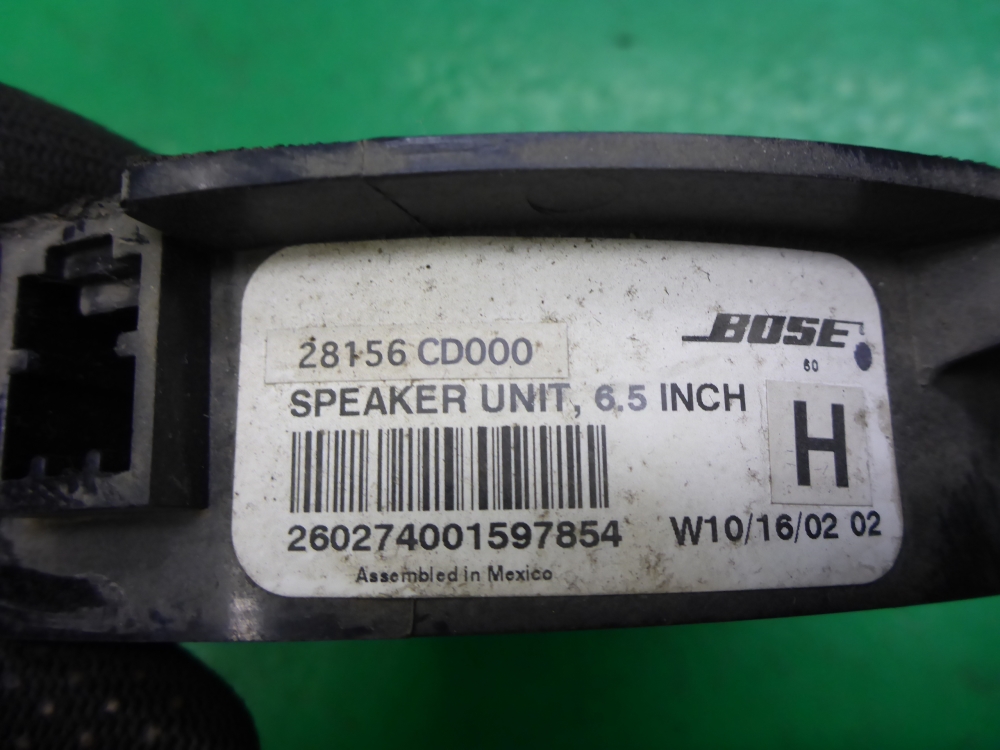 BOSE
60
28156 CD000
SPEAKER UNIT, 6.5 INCH
H
260274001597854
W10/16/02 02
Assembled in Mexico